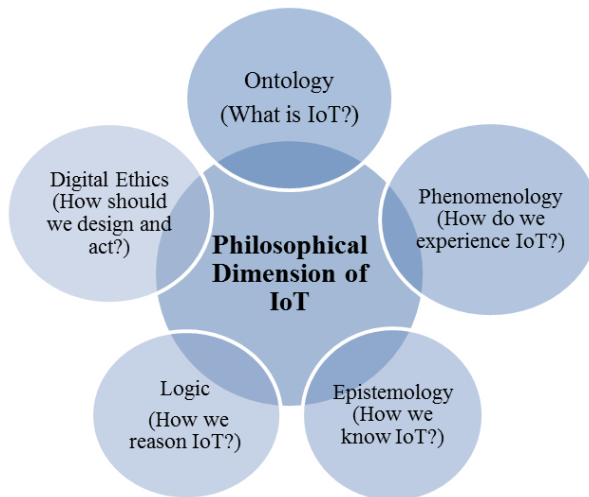 Ontology
(What is IoT?)
Phenomenology
(How do we
experience IoT?)
Epistemology
(How we
know IoT?)
Logic
(How we
reason IoT?)
Digital Ethics
(How should
we design and
act?)
Philosophical
Dimension of
IoT